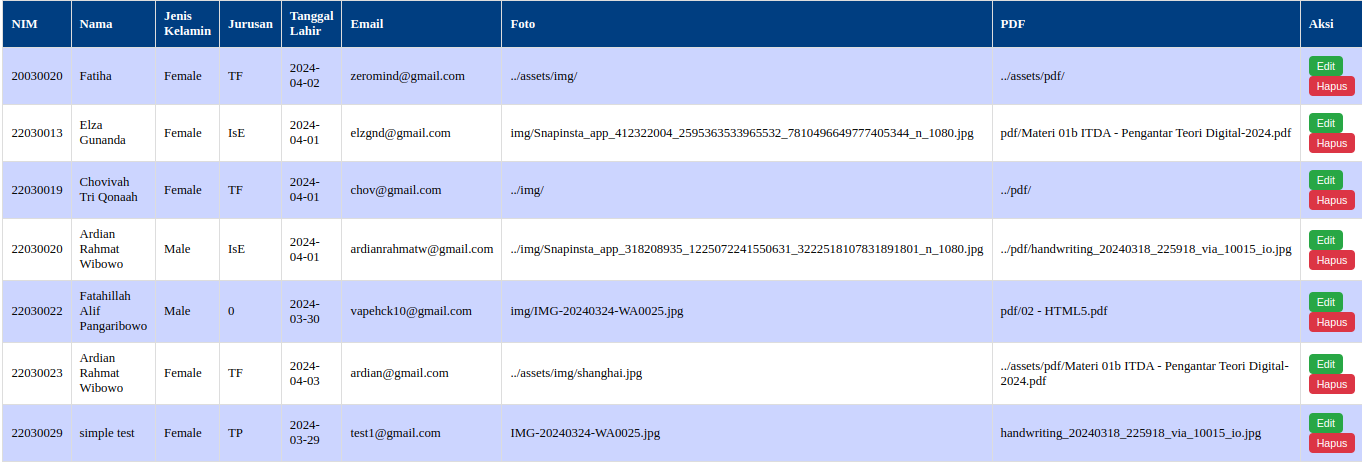 NIM Nama Jenis Kelamin Jurusan Tanggal Lahir Email Foto PDF Aksi
20030020 Fatiha Female TF 2024-04-02 zeromind@gmail.com ../assets/img/ ../assets/pdf/ Edit Hapus
22030013 Elza Gunanda Female IsE 2024-04-01 elzgnd@gmail.com img/Snapinsta_app_412322004_2595363533965532_7810496649777405344_n_1080.jpg pdf/Materi 01b ITDA - Pengantar Teori Digital-2024.pdf Edit Hapus
22030019 Chovivah Tri Qonaah Female TF 2024-04-01 chov@gmail.com ../img/ ../pdf/ Edit Hapus
22030020 Ardian Rahmat Wibowo Male IsE 2024-04-01 ardianrahmatw@gmail.com ../img/Snapinsta_app_318208935_1225072241550631_3222518107831891801_n_1080.jpg ../pdf/handwriting_20240318_225918_via_10015_io.jpg Edit Hapus
22030022 Fatahillah Alif Pangaribowo Male 0 2024-03-30 vapehck10@gmail.com img/IMG-20240324-WA0025.jpg pdf/02 - HTML5.pdf Edit Hapus
22030023 Ardian Rahmat Wibowo Female TF 2024-04-03 ardian@gmail.com ../assets/img/shanghai.jpg ../assets/pdf/Materi 01b ITDA - Pengantar Teori Digital-2024.pdf Edit Hapus
22030029 simple test Female TP 2024-03-29 test1@gmail.com IMG-20240324-WA0025.jpg handwriting_20240318_225918_via_10015_io.jpg Edit Hapus